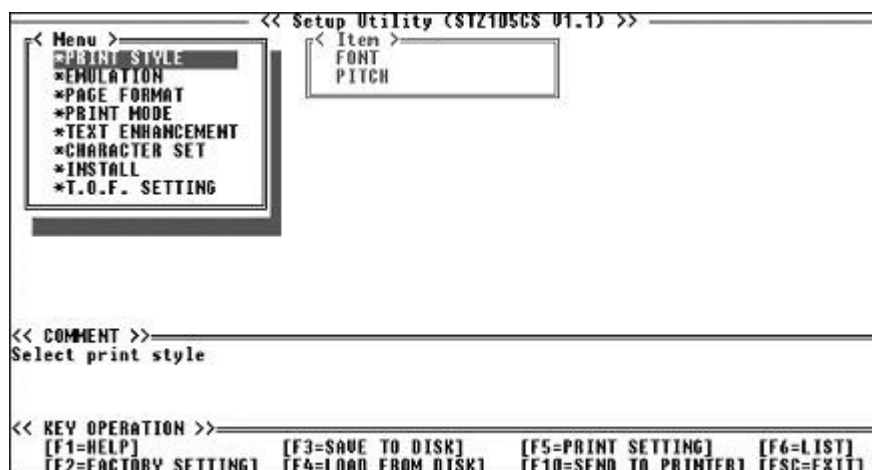 << Setup Utility (STZ105CS V1.1) >>
< Menu >
< Item >
*PRINT STYLE
*EMULATION
*PAGE FORMAT
*PRINT MODE
*TEXT ENHANCEMENT
*CHARACTER SET
*INSTALL
*T.O.F. SETTING
FONT
PITCH
<< COMMENT >>
Select print style
<< KEY OPERATION >>
[F1=HELP] [F3=SAVE TO DISK] [F5=PRINT SETTING] [F6=LIST]
[F2=FACTORY SETTING] [F4=LOAD FROM DISK] [F10=SEND TO PRINTER] [ESC=EXIT]